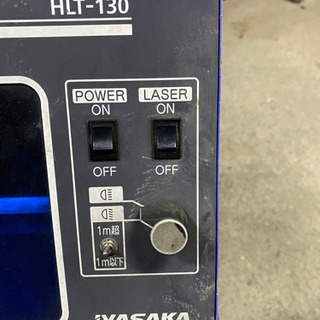 HLT-130
POWER LASER
ON ON
OFF OFF
1m超
1m以下
YASAKA